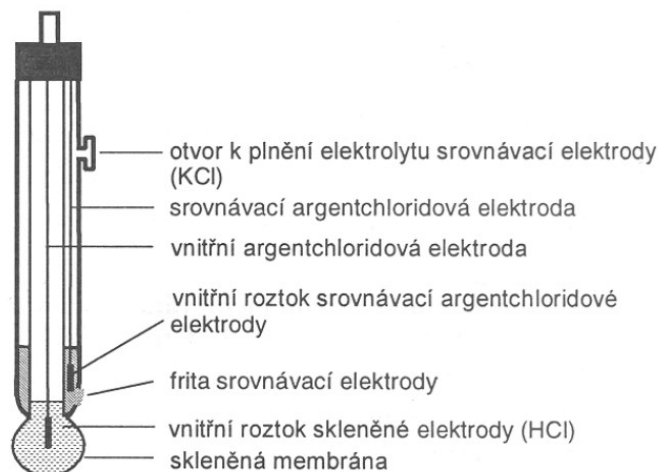 otvor k plnění elektrolytu srovnávací elektrody
(KCl)
srovnávací argentchloridová elektroda
vnitřní argentchloridová elektroda
vnitřní roztok srovnávací argentchloridové
elektrody
frita srovnávací elektrody
vnitřní roztok skleněné elektrody (HCl)
skleněná membrána